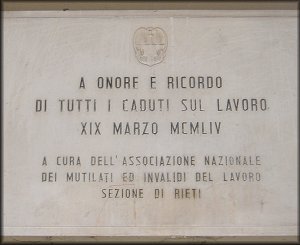 A ONORE E RICORDO
DI TUTTI I CADUTI SUL LAVORO
XIX MARZO MCMLIV
A CURA DELL'ASSOCIAZIONE NAZIONALE
DEI MUTILATI ED INVALIDI DEL LAVORO
SEZIONE DI RIETI